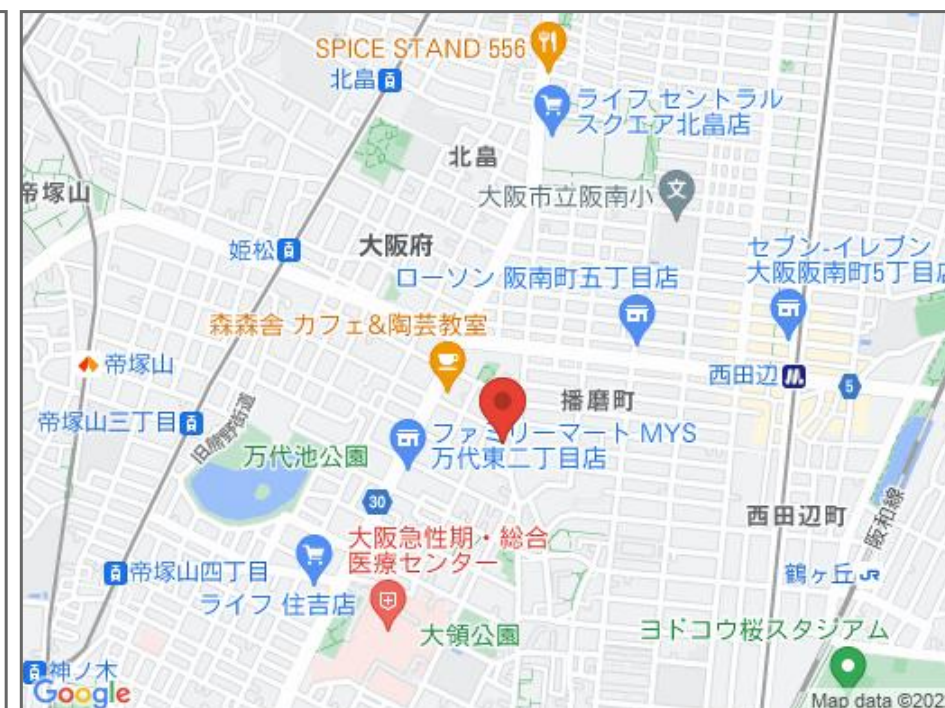 SPICE STAND 556
北畠
ライフ セントラル
スクエア北畠店
北畠
大阪市立阪南小
文
帝塚山
姫松
大阪府
セブン-イレブン
大阪阪南町5丁目店
ローソン 阪南町五丁目店
森森舎 カフェ&陶芸教室
帝塚山
西田辺
5
播磨町
帝塚山三丁目
旧熊野街道
ファミリーマート MYS
万代東二丁目店
万代池公園
30
西田辺町
阪和線
大阪急性期・総合
医療センター
帝塚山四丁目
鶴ヶ丘
JR
ライフ 住吉店
大領公園
ヨドコウ桜スタジアム
神ノ木
Google
Map data ©202